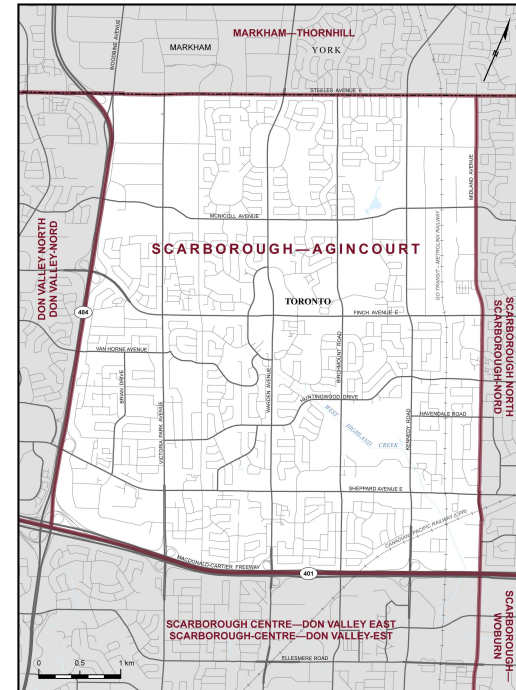 MARKHAM—THORNHILL
MARKHAM
YORK
WOODBINE AVENUE
N
STEELES AVENUE E
MIDLAND AVENUE
MCNICOLL AVENUE
GO TRANSIT - METROLINX RAILWAY
SCARBOROUGH—AGINCOURT
DON VALLEY NORTH
DON VALLEY-NORD
TORONTO
404
FINCH AVENUE E
SCARBOROUGH NORTH
SCARBOROUGH-NORD
VAN HORNE AVENUE
BIRCHMOUNT ROAD
BRIAN DRIVE
WARDEN AVENUE
HUNTINGWOOD DRIVE
VICTORIA PARK AVENUE
WEST HIGHLAND CREEK
KENNEDY ROAD
HAVENDALE ROAD
SHEPPARD AVENUE E
CANADIAN PACIFIC RAILWAY (CPR)
MACDONALD-CARTIER FREEWAY
401
SCARBOROUGH CENTRE—DON VALLEY EAST
SCARBOROUGH-CENTRE—DON VALLEY-EST
SCARBOROUGH—
WOBURN
ELLESMERE ROAD
0 0.5 1 km